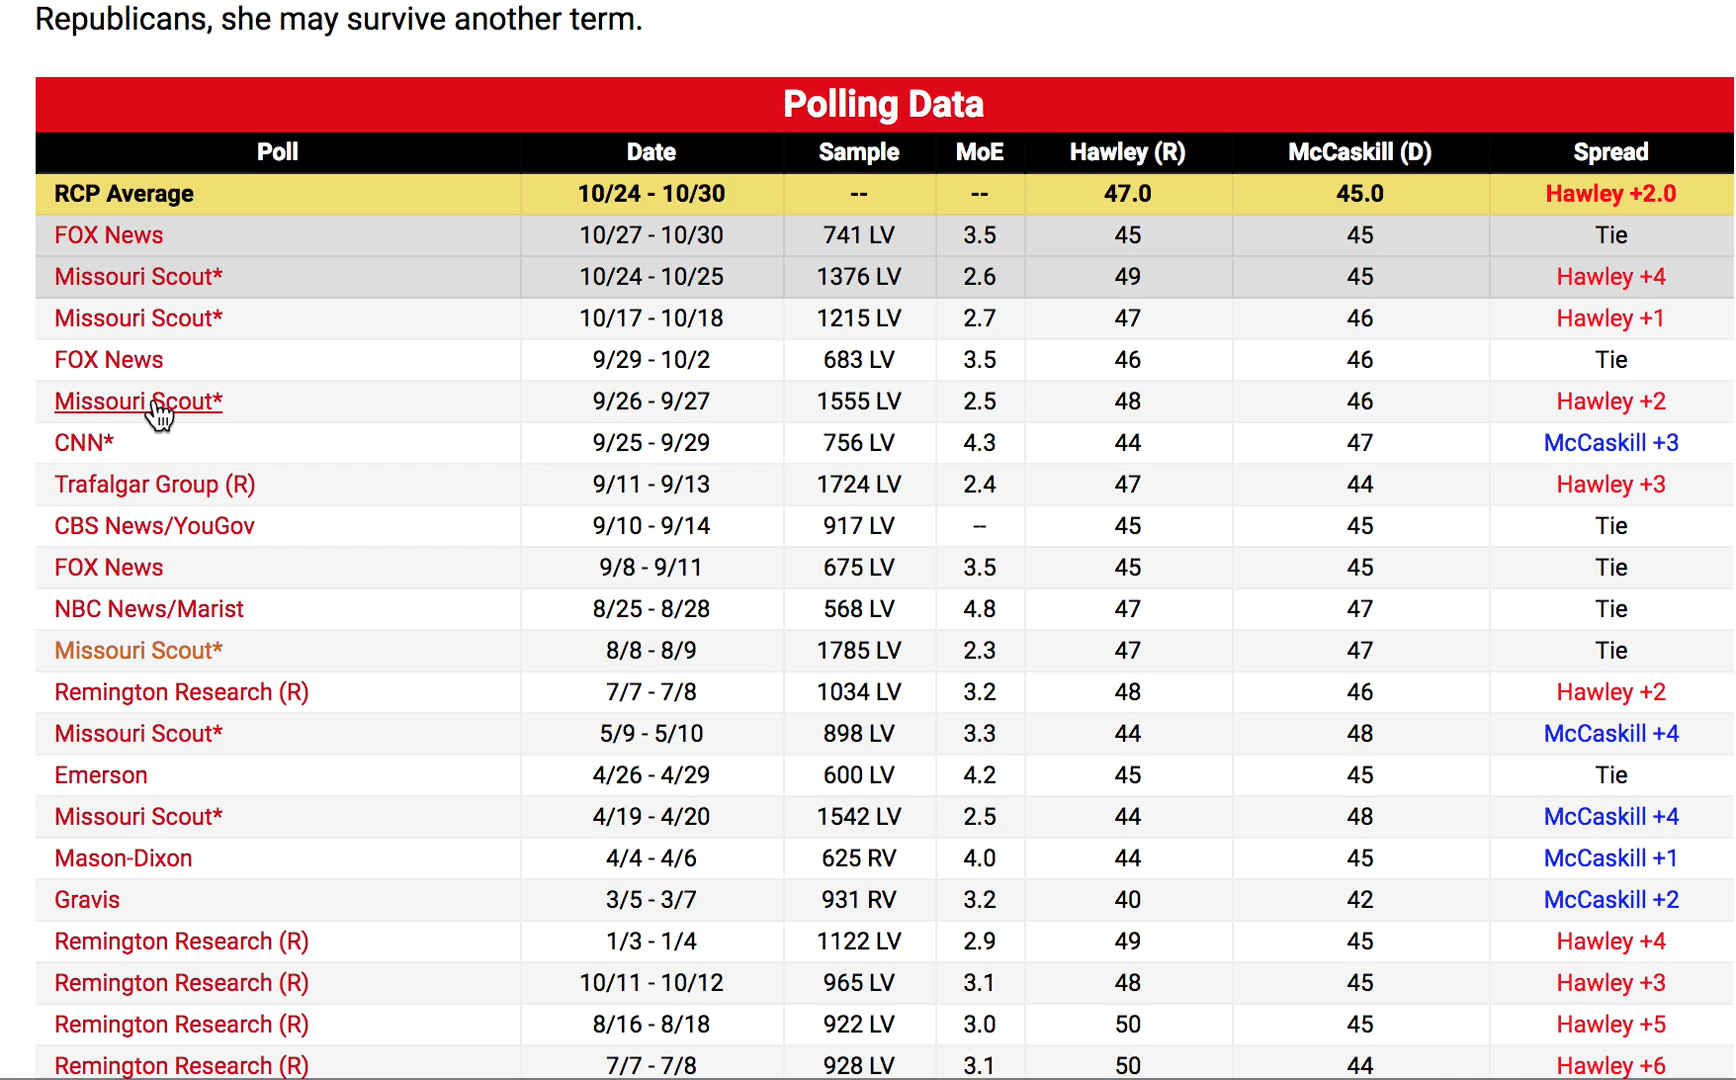 Republicans, she may survive another term.
Polling Data
Poll Date Sample MoE Hawley (R) McCaskill (D) Spread
RCP Average 10/24 - 10/30 -- -- 47.0 45.0 Hawley +2.0
FOX News 10/27 - 10/30 741 LV 3.5 45 45 Tie
Missouri Scout* 10/24 - 10/25 1376 LV 2.6 49 45 Hawley +4
Missouri Scout* 10/17 - 10/18 1215 LV 2.7 47 46 Hawley +1
FOX News 9/29 - 10/2 683 LV 3.5 46 46 Tie
Missouri Scout* 9/26 - 9/27 1555 LV 2.5 48 46 Hawley +2
CNN* 9/25 - 9/29 756 LV 4.3 44 47 McCaskill +3
Trafalgar Group (R) 9/11 - 9/13 1724 LV 2.4 47 44 Hawley +3
CBS News/YouGov 9/10 - 9/14 917 LV -- 45 45 Tie
FOX News 9/8 - 9/11 675 LV 3.5 45 45 Tie
NBC News/Marist 8/25 - 8/28 568 LV 4.8 47 47 Tie
Missouri Scout* 8/8 - 8/9 1785 LV 2.3 47 47 Tie
Remington Research (R) 7/7 - 7/8 1034 LV 3.2 48 46 Hawley +2
Missouri Scout* 5/9 - 5/10 898 LV 3.3 44 48 McCaskill +4
Emerson 4/26 - 4/29 600 LV 4.2 45 45 Tie
Missouri Scout* 4/19 - 4/20 1542 LV 2.5 44 48 McCaskill +4
Mason-Dixon 4/4 - 4/6 625 RV 4.0 44 45 McCaskill +1
Gravis 3/5 - 3/7 931 RV 3.2 40 42 McCaskill +2
Remington Research (R) 1/3 - 1/4 1122 LV 2.9 49 45 Hawley +4
Remington Research (R) 10/11 - 10/12 965 LV 3.1 48 45 Hawley +3
Remington Research (R) 8/16 - 8/18 922 LV 3.0 50 45 Hawley +5
Remington Research (R) 7/7 - 7/8 928 LV 3.1 50 44 Hawley +6